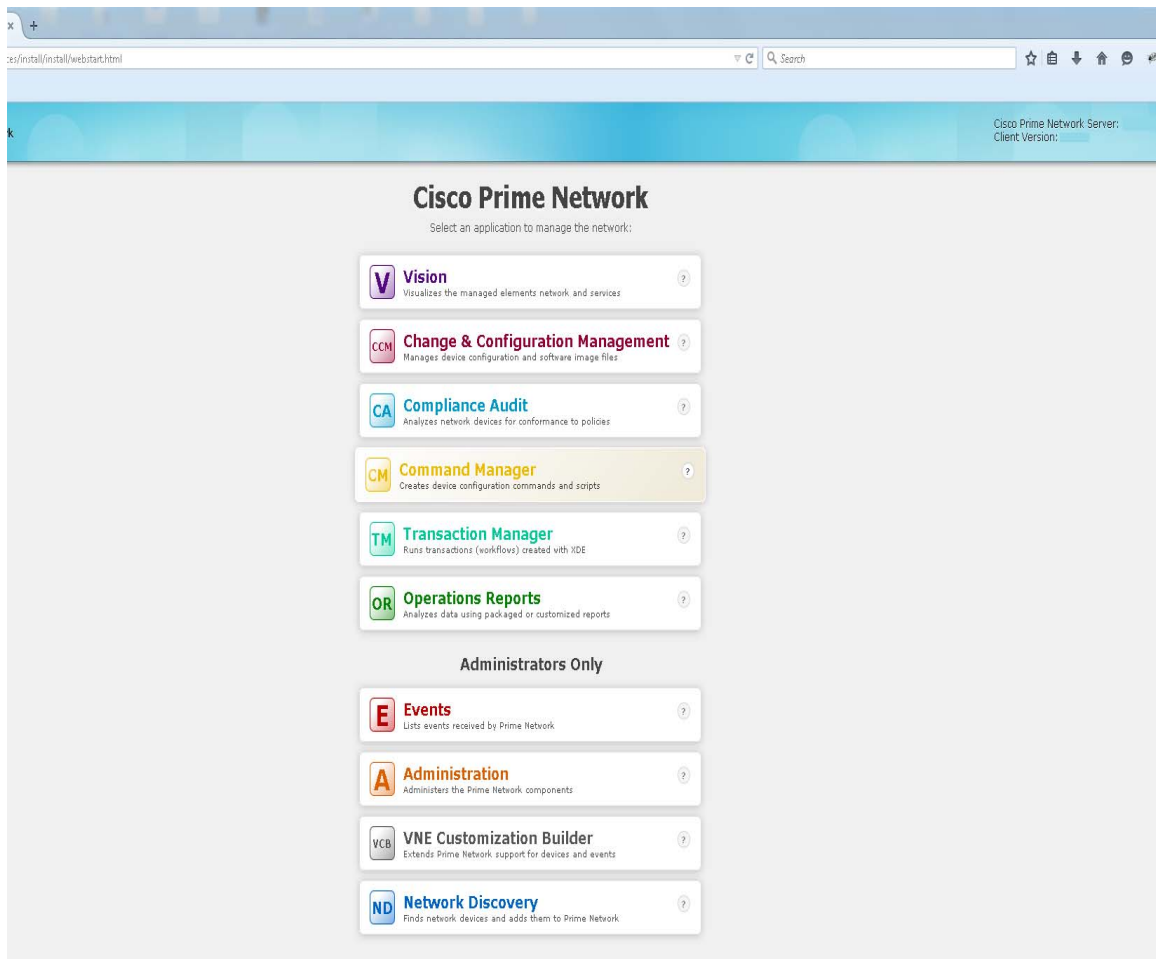 × +
ces/install/install/webstart.html
Search
rk
Cisco Prime Network Server:
Client Version:
Cisco Prime Network
Select an application to manage the network:
V Vision ?
Visualizes the managed elements network and services
CCM Change & Configuration Management ?
Manages device configuration and software image files
CA Compliance Audit ?
Analyzes network devices for conformance to policies
CM Command Manager ?
Creates device configuration commands and scripts
TM Transaction Manager ?
Runs transactions (workflows) created with XDE
OR Operations Reports ?
Analyzes data using packaged or customized reports
Administrators Only
E Events ?
Lists events received by Prime Network
A Administration ?
Administers the Prime Network components
VCB VNE Customization Builder ?
Extends Prime Network support for devices and events
ND Network Discovery ?
Finds network devices and adds them to Prime Network